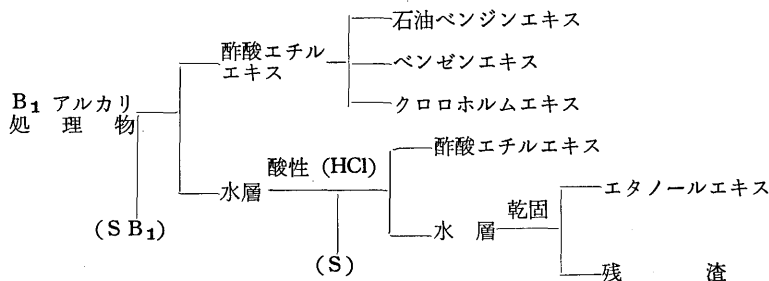 石油ベンジンエキス
酢酸エチル
エキス
ベンゼンエキス
B₁ アルカリ
処理物
クロロホルムエキス
酸性 (HCl)
酢酸エチルエキス
水層
乾固
エタノールエキス
(S B₁)
水層
(S)
残渣